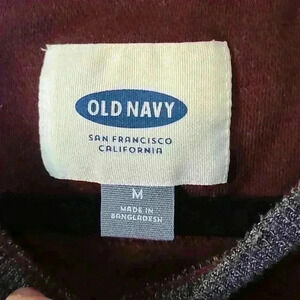 OLD NAVY
SAN FRANCISCO
CALIFORNIA
M
MADE IN
BANGLADESH